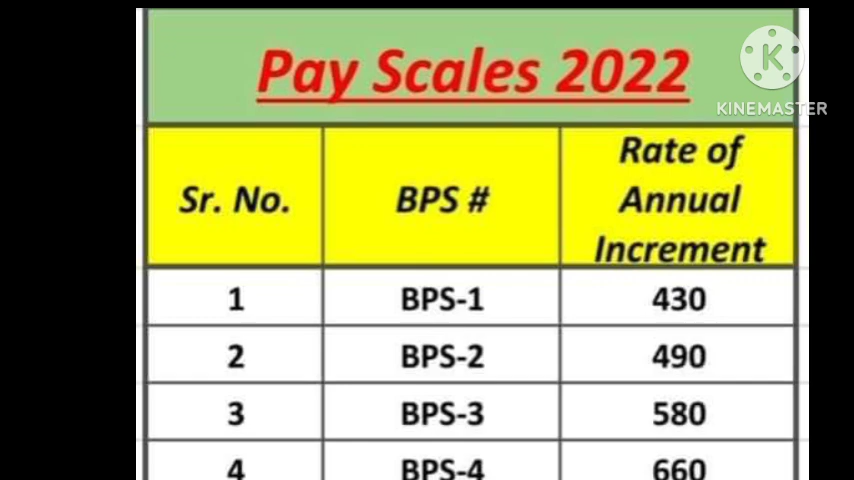 Pay Scales 2022
K
KINEMASTER
Sr. No. BPS # Rate of Annual Increment
1 BPS-1 430
2 BPS-2 490
3 BPS-3 580
4 BPS-4 660